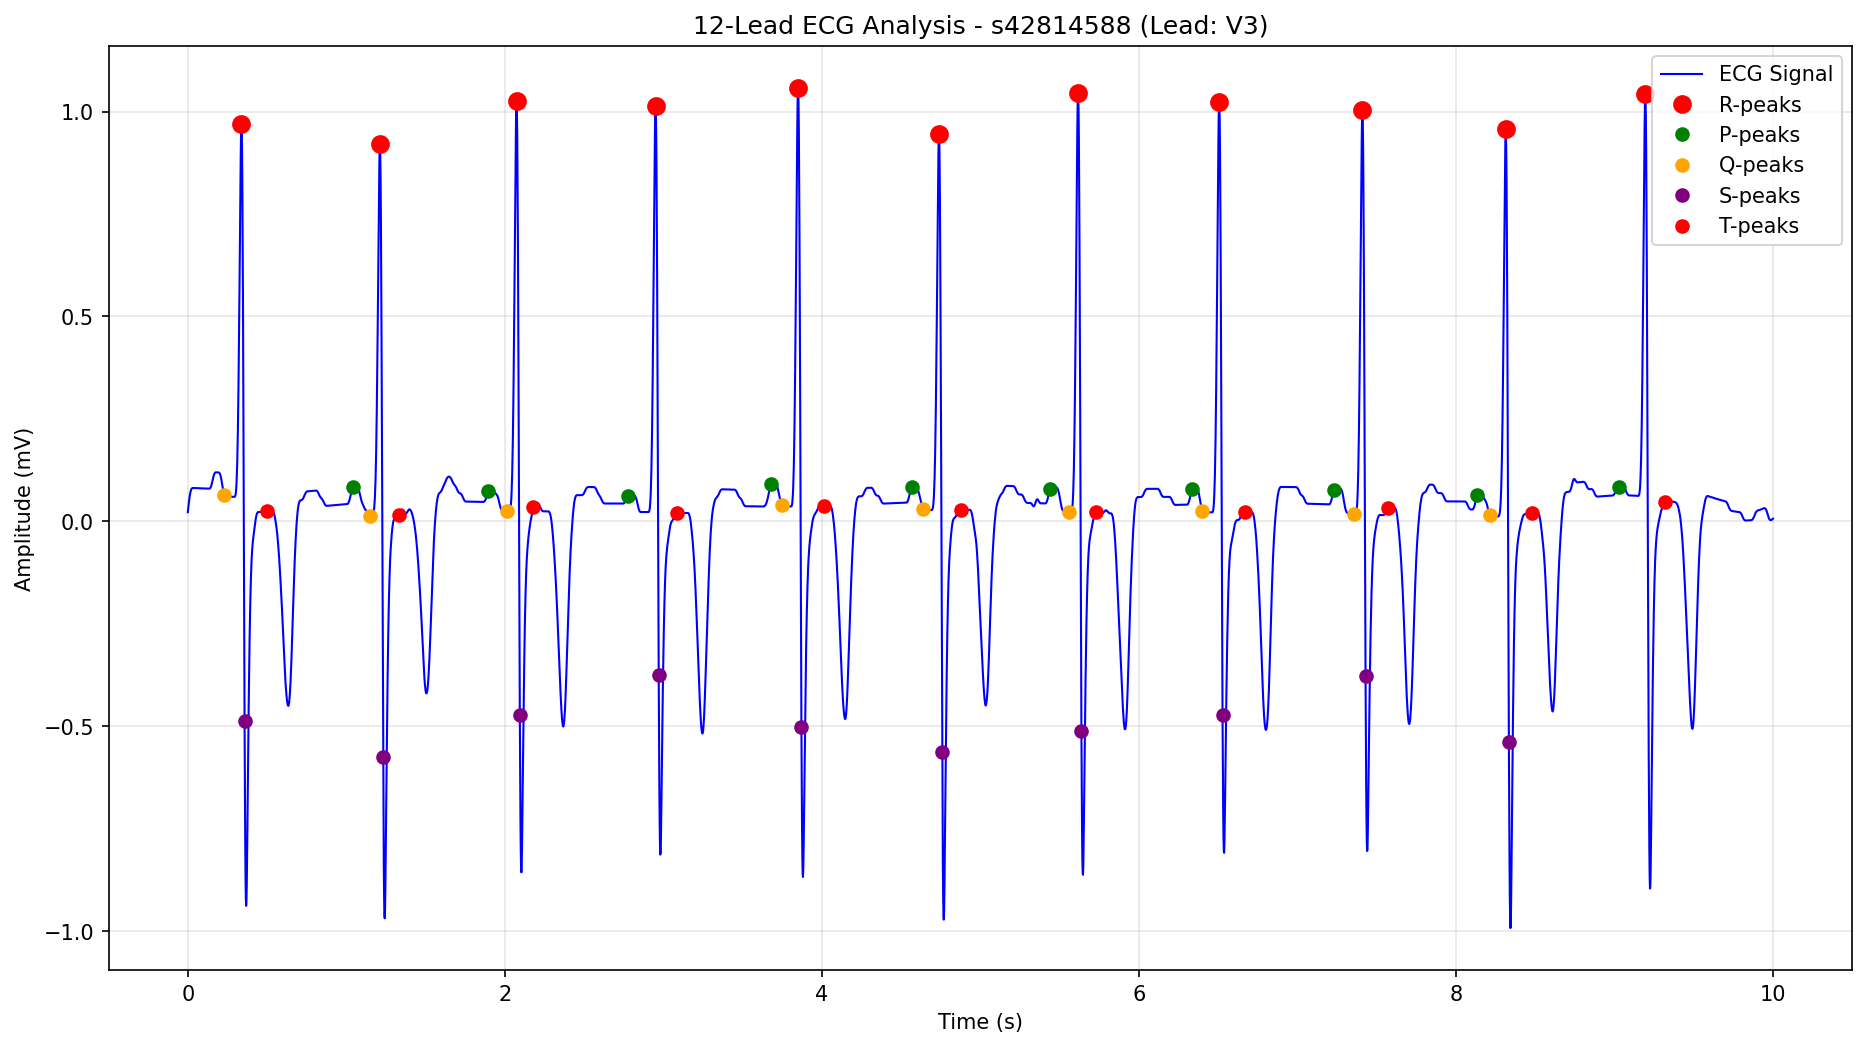 12-Lead ECG Analysis - s42814588 (Lead: V3)
ECG Signal
R-peaks
P-peaks
Q-peaks
S-peaks
T-peaks
Amplitude (mV)
1.0
0.5
0.0
−0.5
−1.0
0 2 4 6 8 10
Time (s)